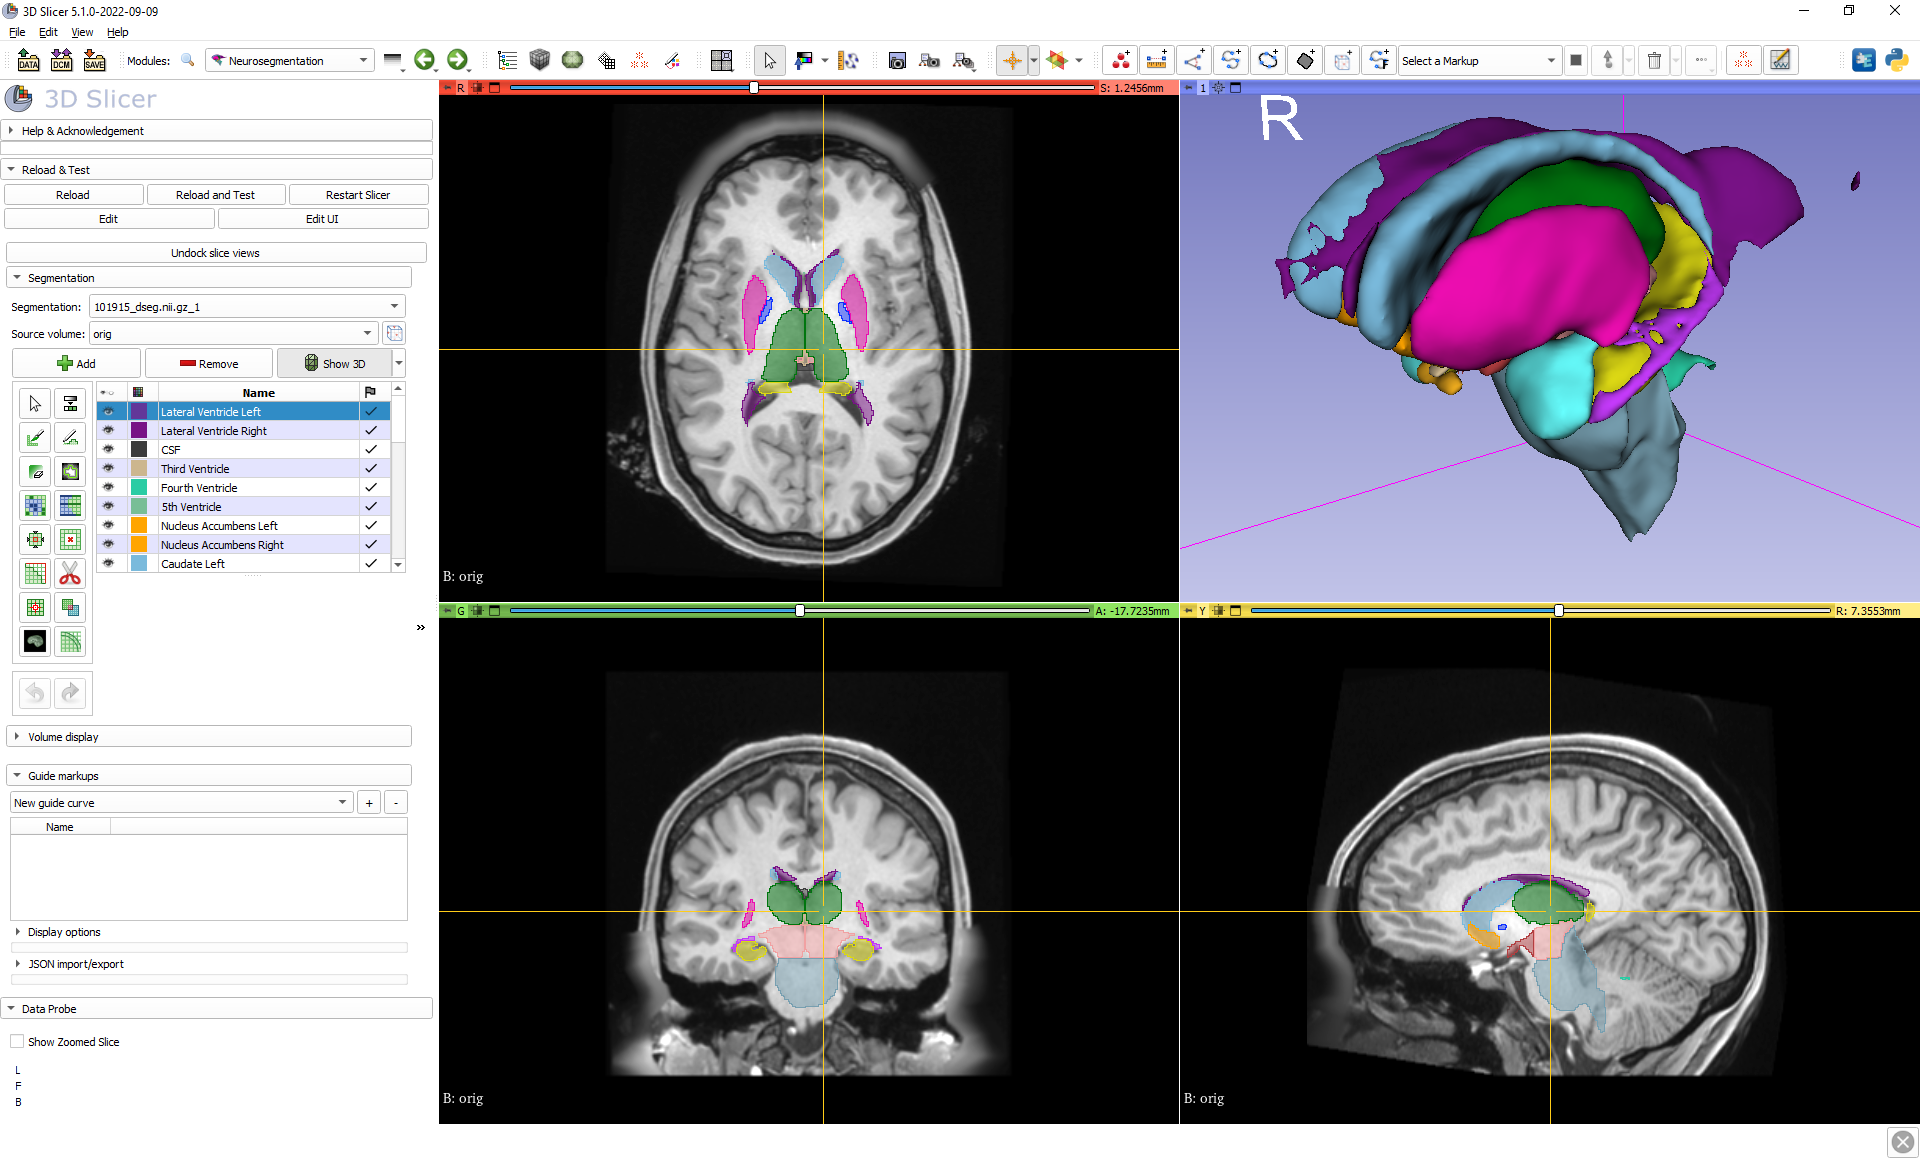 3D Slicer 5.1.0-2022-09-09
File Edit View Help
DATA DCM SAVE Modules: Neurosegmentation Select a Markup
3D Slicer
Help & Acknowledgement
Reload & Test
Reload Reload and Test Restart Slicer
Edit Edit UI
Undock slice views
Segmentation
Segmentation: 101915_dseg.nii.gz_1
Source volume: orig
Add Remove Show 3D
Name
Lateral Ventricle Left
Lateral Ventricle Right
CSF
Third Ventricle
Fourth Ventricle
5th Ventricle
Nucleus Accumbens Left
Nucleus Accumbens Right
Caudate Left
»
Volume display
Guide markups
New guide curve + -
Name
Display options
JSON import/export
Data Probe
Show Zoomed Slice
L
F
B
R S: 1.2456mm
B: orig
1
R
G A: -17.7235mm
B: orig
Y R: 7.3553mm
B: orig